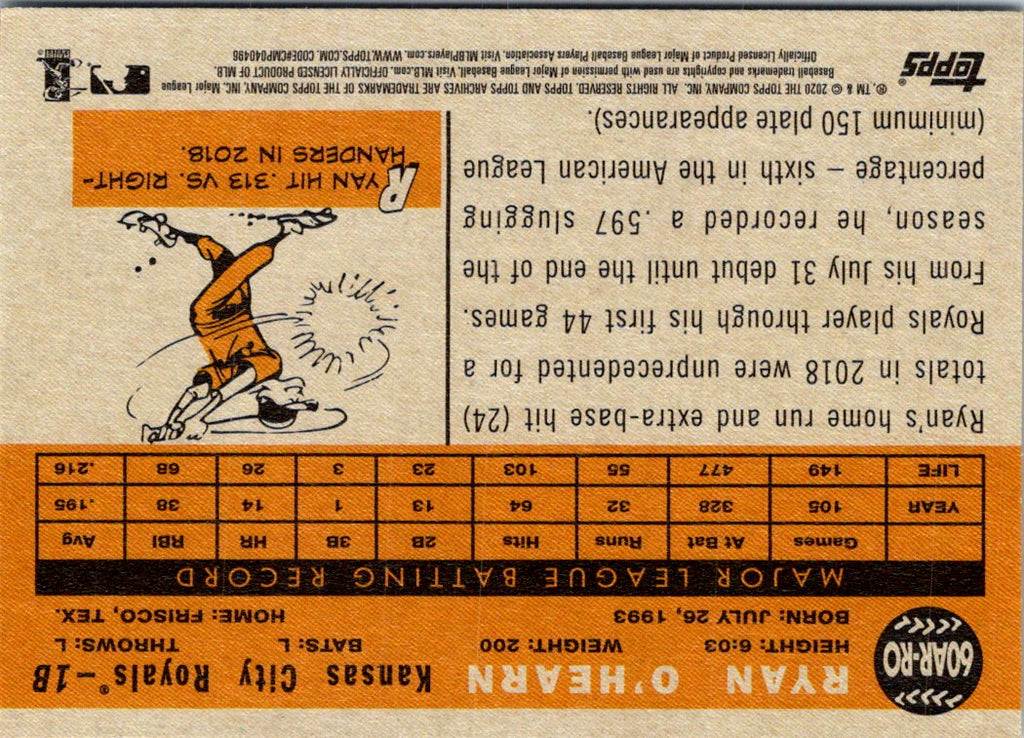 60AR-RO
RYAN O'HEARN Kansas City Royals®–1B
HEIGHT: 6:03 WEIGHT: 200 BATS: L THROWS: L
BORN: JULY 26, 1993 HOME: FRISCO, TEX.
MAJOR LEAGUE BATTING RECORD
Games At Bat Runs Hits 2B 3B HR RBI Avg
YEAR 105 328 32 64 13 1 14 38 .195
LIFE 149 477 55 103 23 3 26 68 .216
Ryan's home run and extra-base hit (24)
totals in 2018 were unprecedented for a
Royals player through his first 44 games.
From his July 31 debut until the end of the
season, he recorded a .597 slugging
percentage – sixth in the American League
(minimum 150 plate appearances).
RYAN HIT .313 VS. RIGHT-
HANDERS IN 2018.
topps®
®, TM & © 2020 THE TOPPS COMPANY, INC. ALL RIGHTS RESERVED. TOPPS AND TOPPS ARCHIVES ARE TRADEMARKS OF THE TOPPS COMPANY, INC. Major League
Baseball trademarks and copyrights are used with permission of Major League Baseball. Visit MLB.com. OFFICIALLY LICENSED PRODUCT OF MLB.
Officially Licensed Product of Major League Baseball Players Association. Visit MLBPlayers.com. WWW.TOPPS.COM. CODE#CMP040496